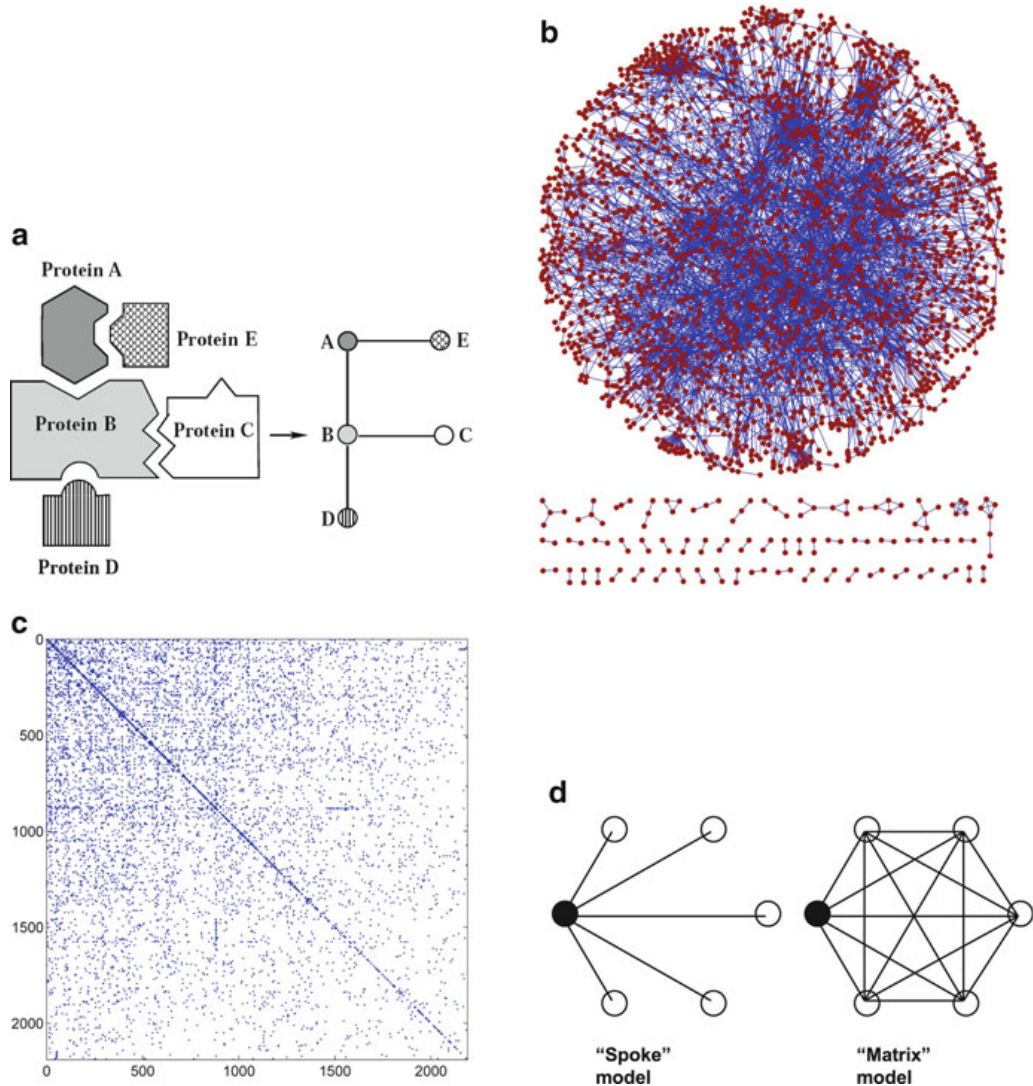 a
Protein A
Protein E
Protein B
Protein C
Protein D
A
E
B
C
D
b
c
0
500
1000
1500
2000
0
500
1000
1500
2000
d
“Spoke”
model
“Matrix”
model